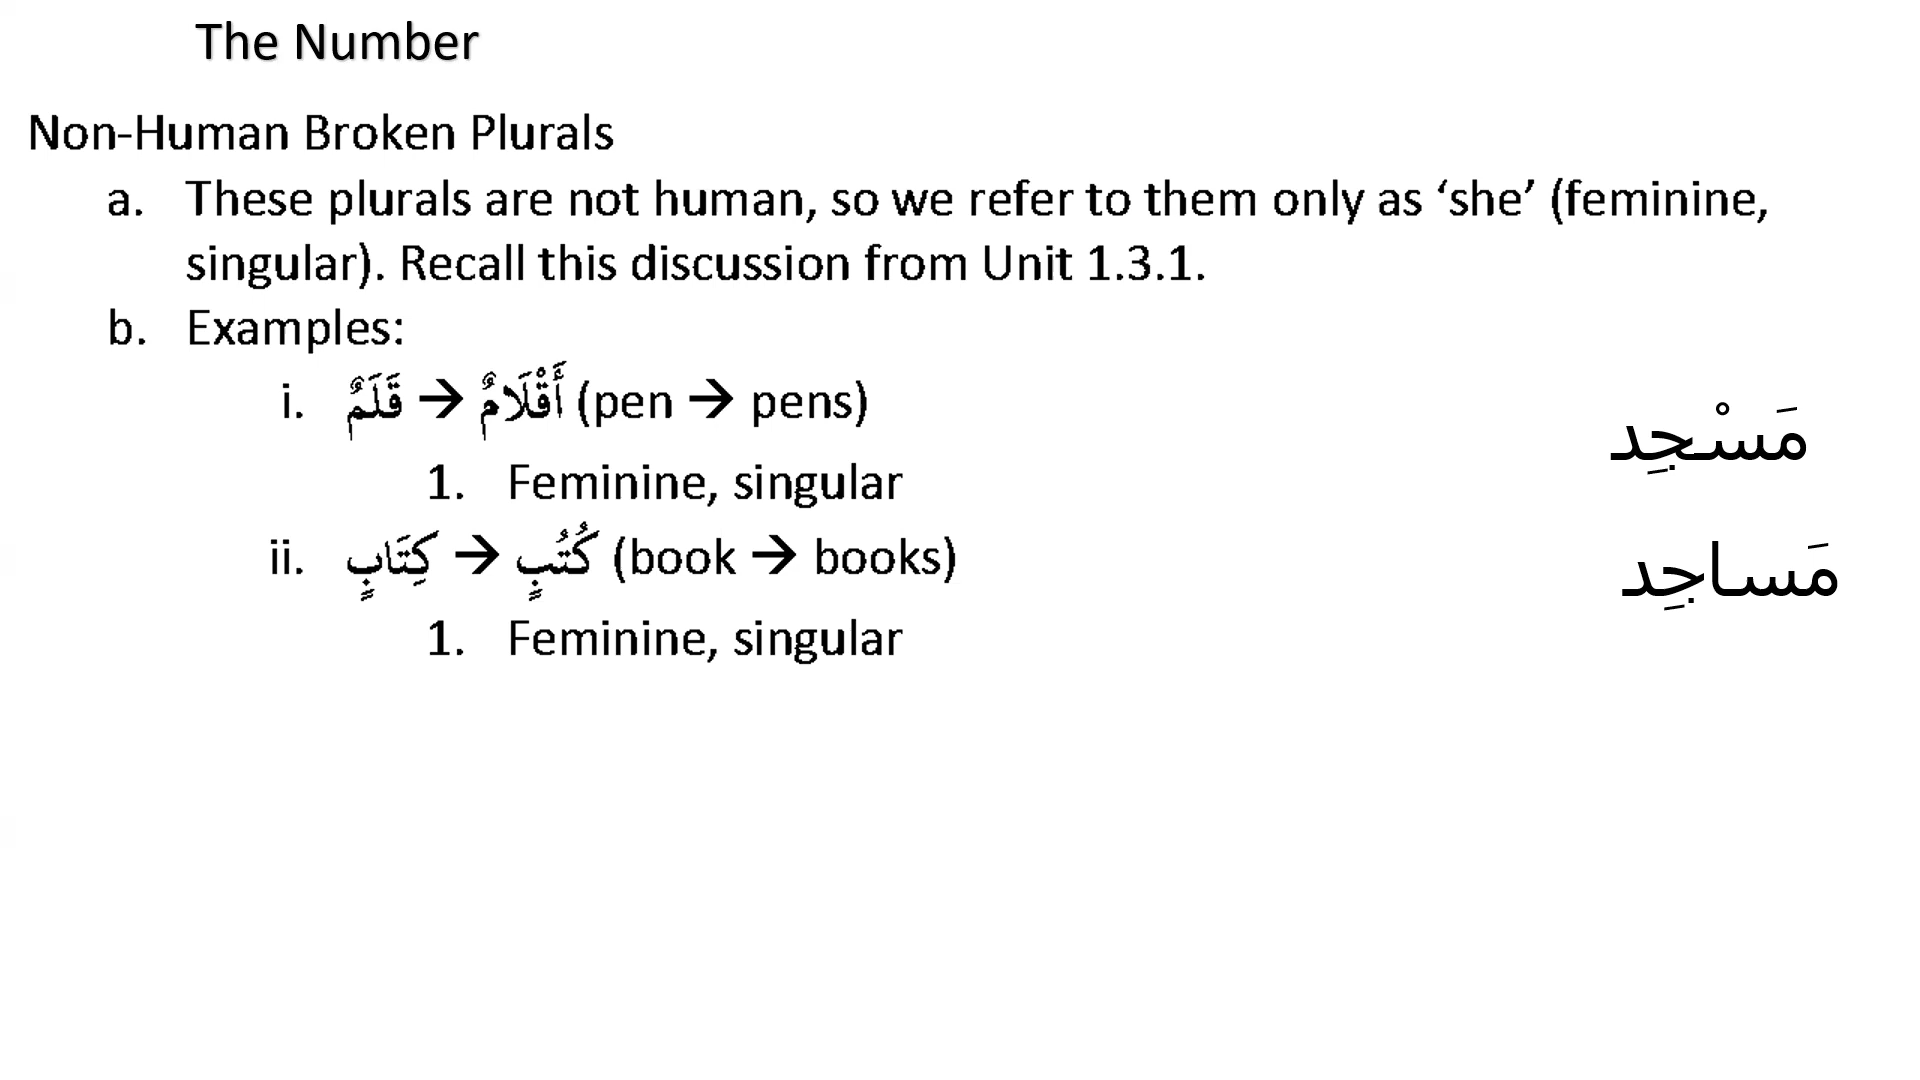 The Number
Non-Human Broken Plurals
a. These plurals are not human, so we refer to them only as ‘she’ (feminine,
singular). Recall this discussion from Unit 1.3.1.
b. Examples:
i. قَلَمٌ → أَقْلَامٌ (pen → pens)
1. Feminine, singular
ii. كِتَابٍ → كُتُبٍ (book → books)
1. Feminine, singular
مَسْجِد
مَساجِد